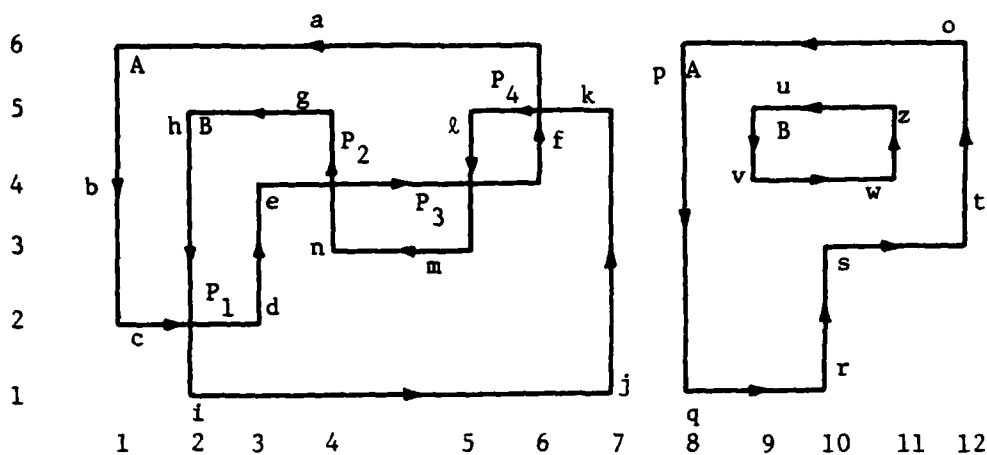 a o
6
A p A
P4 k u
5
g z
h B ℓ B
P2 f
b v w
4
e P3 t
3
n m s
P1
2
d
c r
1
j
i q
1 2 3 4 5 6 7 8 9 10 11 12